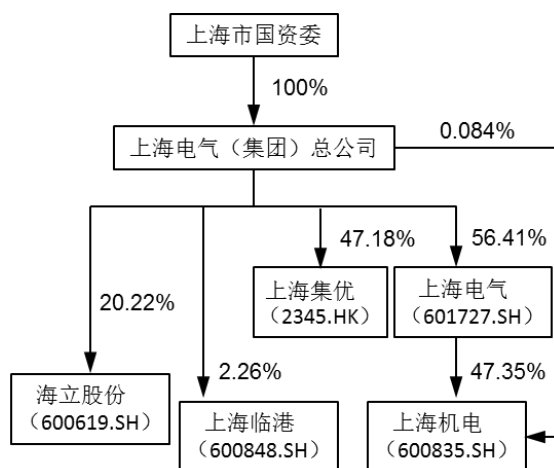 上海市国资委
100%
上海电气（集团）总公司
0.084%
47.18%
56.41%
20.22%
上海集优
（2345.HK）
上海电气
（601727.SH）
2.26%
47.35%
海立股份
（600619.SH）
上海临港
（600848.SH）
上海机电
（600835.SH）